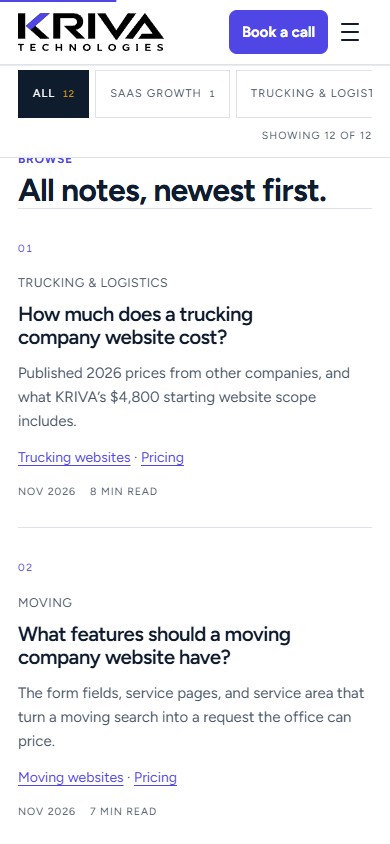 KRIVA
TECHNOLOGIES
Book a call
ALL 12
SAAS GROWTH 1
TRUCKING & LOGIST
SHOWING 12 OF 12
BROWSE
All notes, newest first.
01
TRUCKING & LOGISTICS
How much does a trucking
company website cost?
Published 2026 prices from other companies, and
what KRIVA’s $4,800 starting website scope
includes.
Trucking websites · Pricing
NOV 2026 8 MIN READ
02
MOVING
What features should a moving
company website have?
The form fields, service pages, and service area that
turn a moving search into a request the office can
price.
Moving websites · Pricing
NOV 2026 7 MIN READ